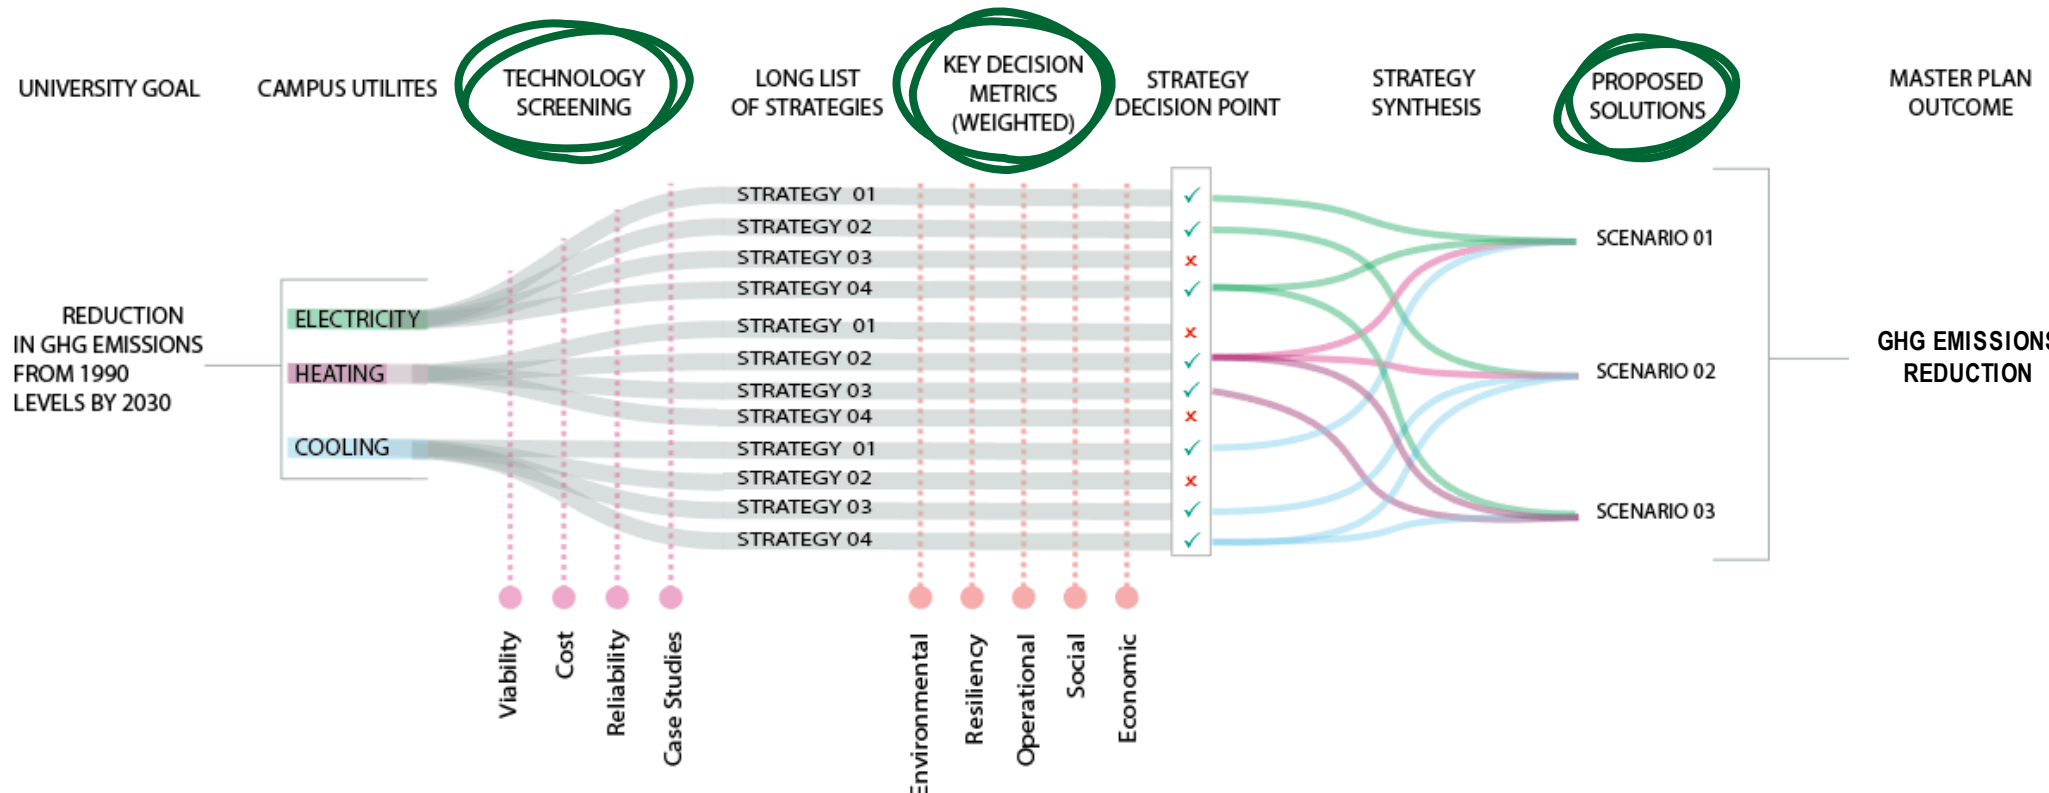 UNIVERSITY GOAL
CAMPUS UTILITES
TECHNOLOGY
SCREENING
LONG LIST
OF STRATEGIES
KEY DECISION
METRICS
(WEIGHTED)
STRATEGY
DECISION POINT
STRATEGY
SYNTHESIS
PROPOSED
SOLUTIONS
MASTER PLAN
OUTCOME
REDUCTION
IN GHG EMISSIONS
FROM 1990
LEVELS BY 2030
ELECTRICITY
HEATING
COOLING
STRATEGY 01
STRATEGY 02
STRATEGY 03
STRATEGY 04
STRATEGY 01
STRATEGY 02
STRATEGY 03
STRATEGY 04
STRATEGY 01
STRATEGY 02
STRATEGY 03
STRATEGY 04
SCENARIO 01
SCENARIO 02
SCENARIO 03
GHG EMISSIONS
REDUCTION
Viability
Cost
Reliability
Case Studies
Environmental
Resiliency
Operational
Social
Economic